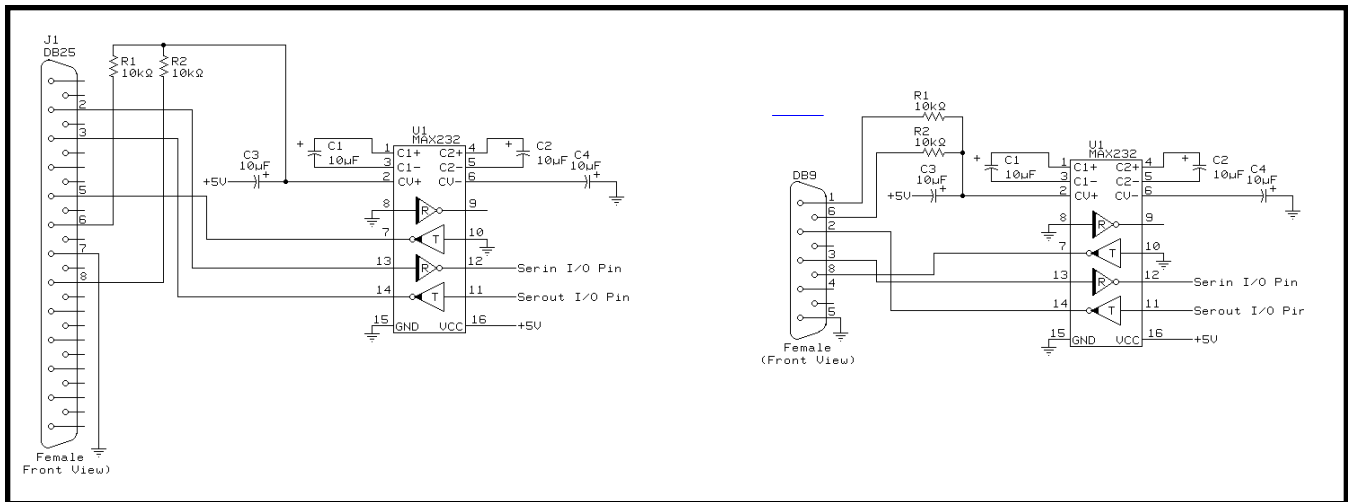 J1
DB25
R1
10kΩ
R2
10kΩ
2
3
5
6
7
8
Female
Front View)
C3
10µF
+5V
+
C1
10µF
U1
MAX232
1
3
2
C1+
C1-
CV+
C2+
C2-
CV-
4
5
6
+
C2
10µF
C4
10µF
+
+
8
R
9
7
T
10
13
R
12
Serin I/O Pin
14
T
11
Serout I/O Pin
15
GND
VCC
16
+5V
R1
10kΩ
R2
10kΩ
C3
10µF
+5V
+
DB9
1
6
2
3
8
4
5
Female
(Front View)
+
C1
10µF
U1
MAX232
1
3
2
C1+
C1-
CV+
C2+
C2-
CV-
4
5
6
+
C2
10µF
C4
10µF
+
8
R
9
7
T
10
13
R
12
Serin I/O Pin
14
T
11
Serout I/O Pir
15
GND
VCC
16
+5V